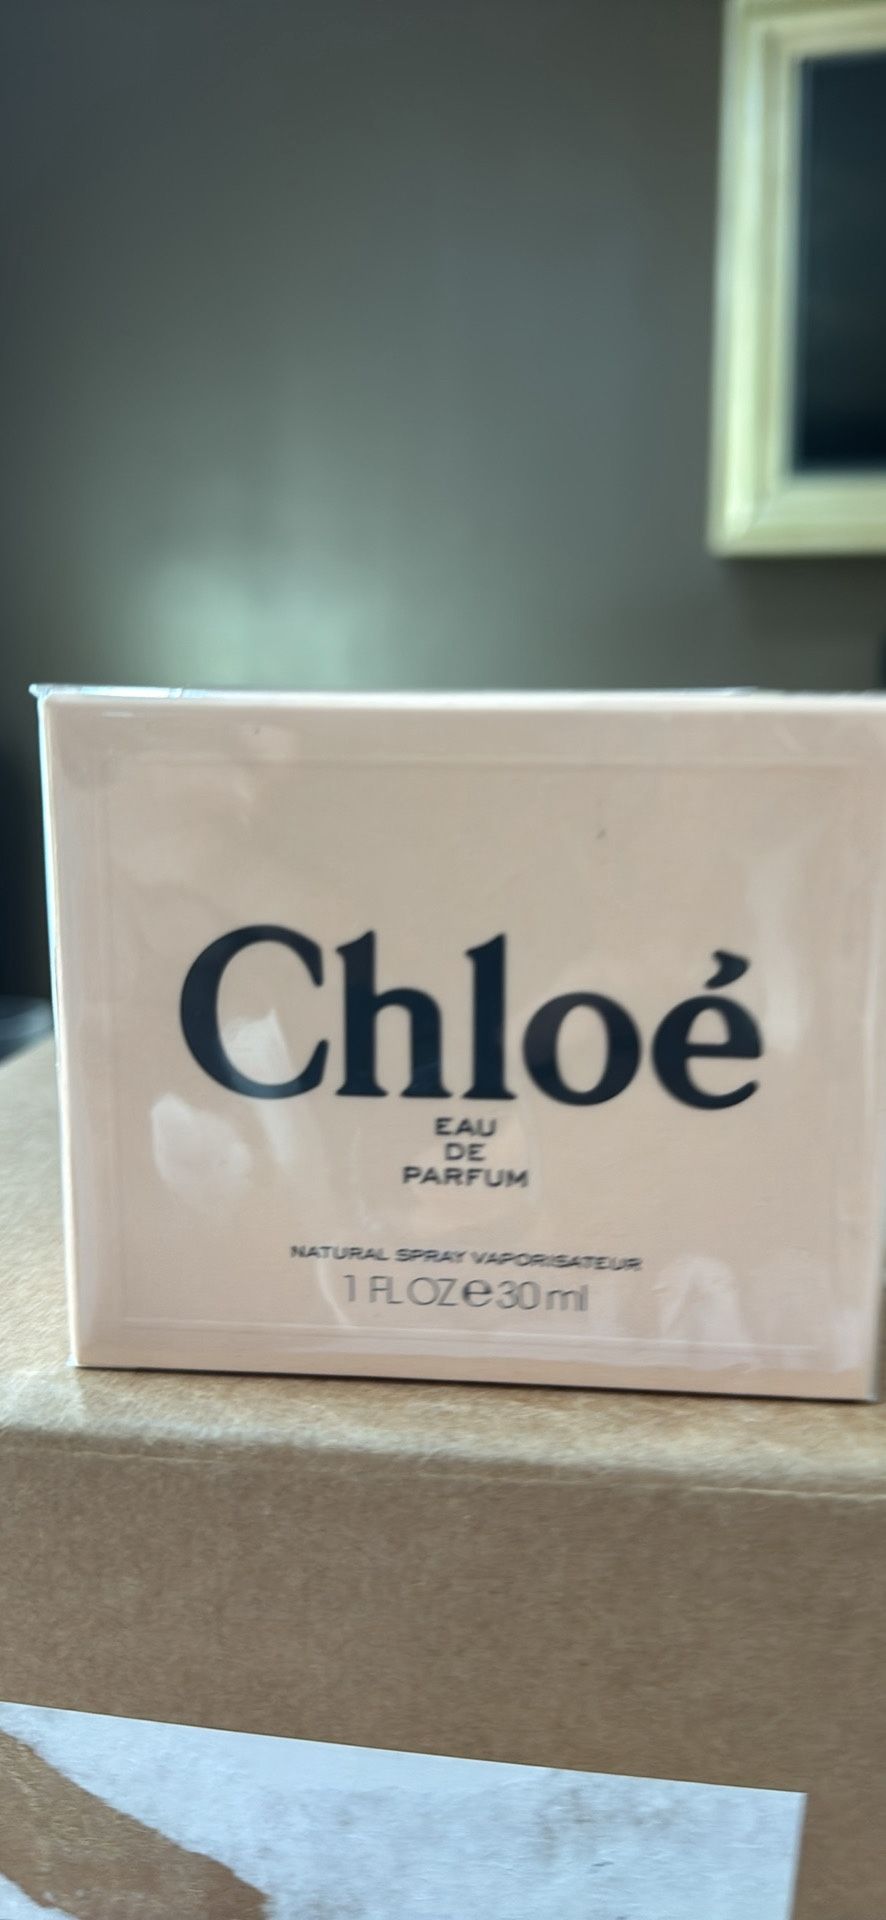 Chloé
EAU
DE
PARFUM
NATURAL SPRAY VAPORISATEUR
1 FL OZ e 30 ml